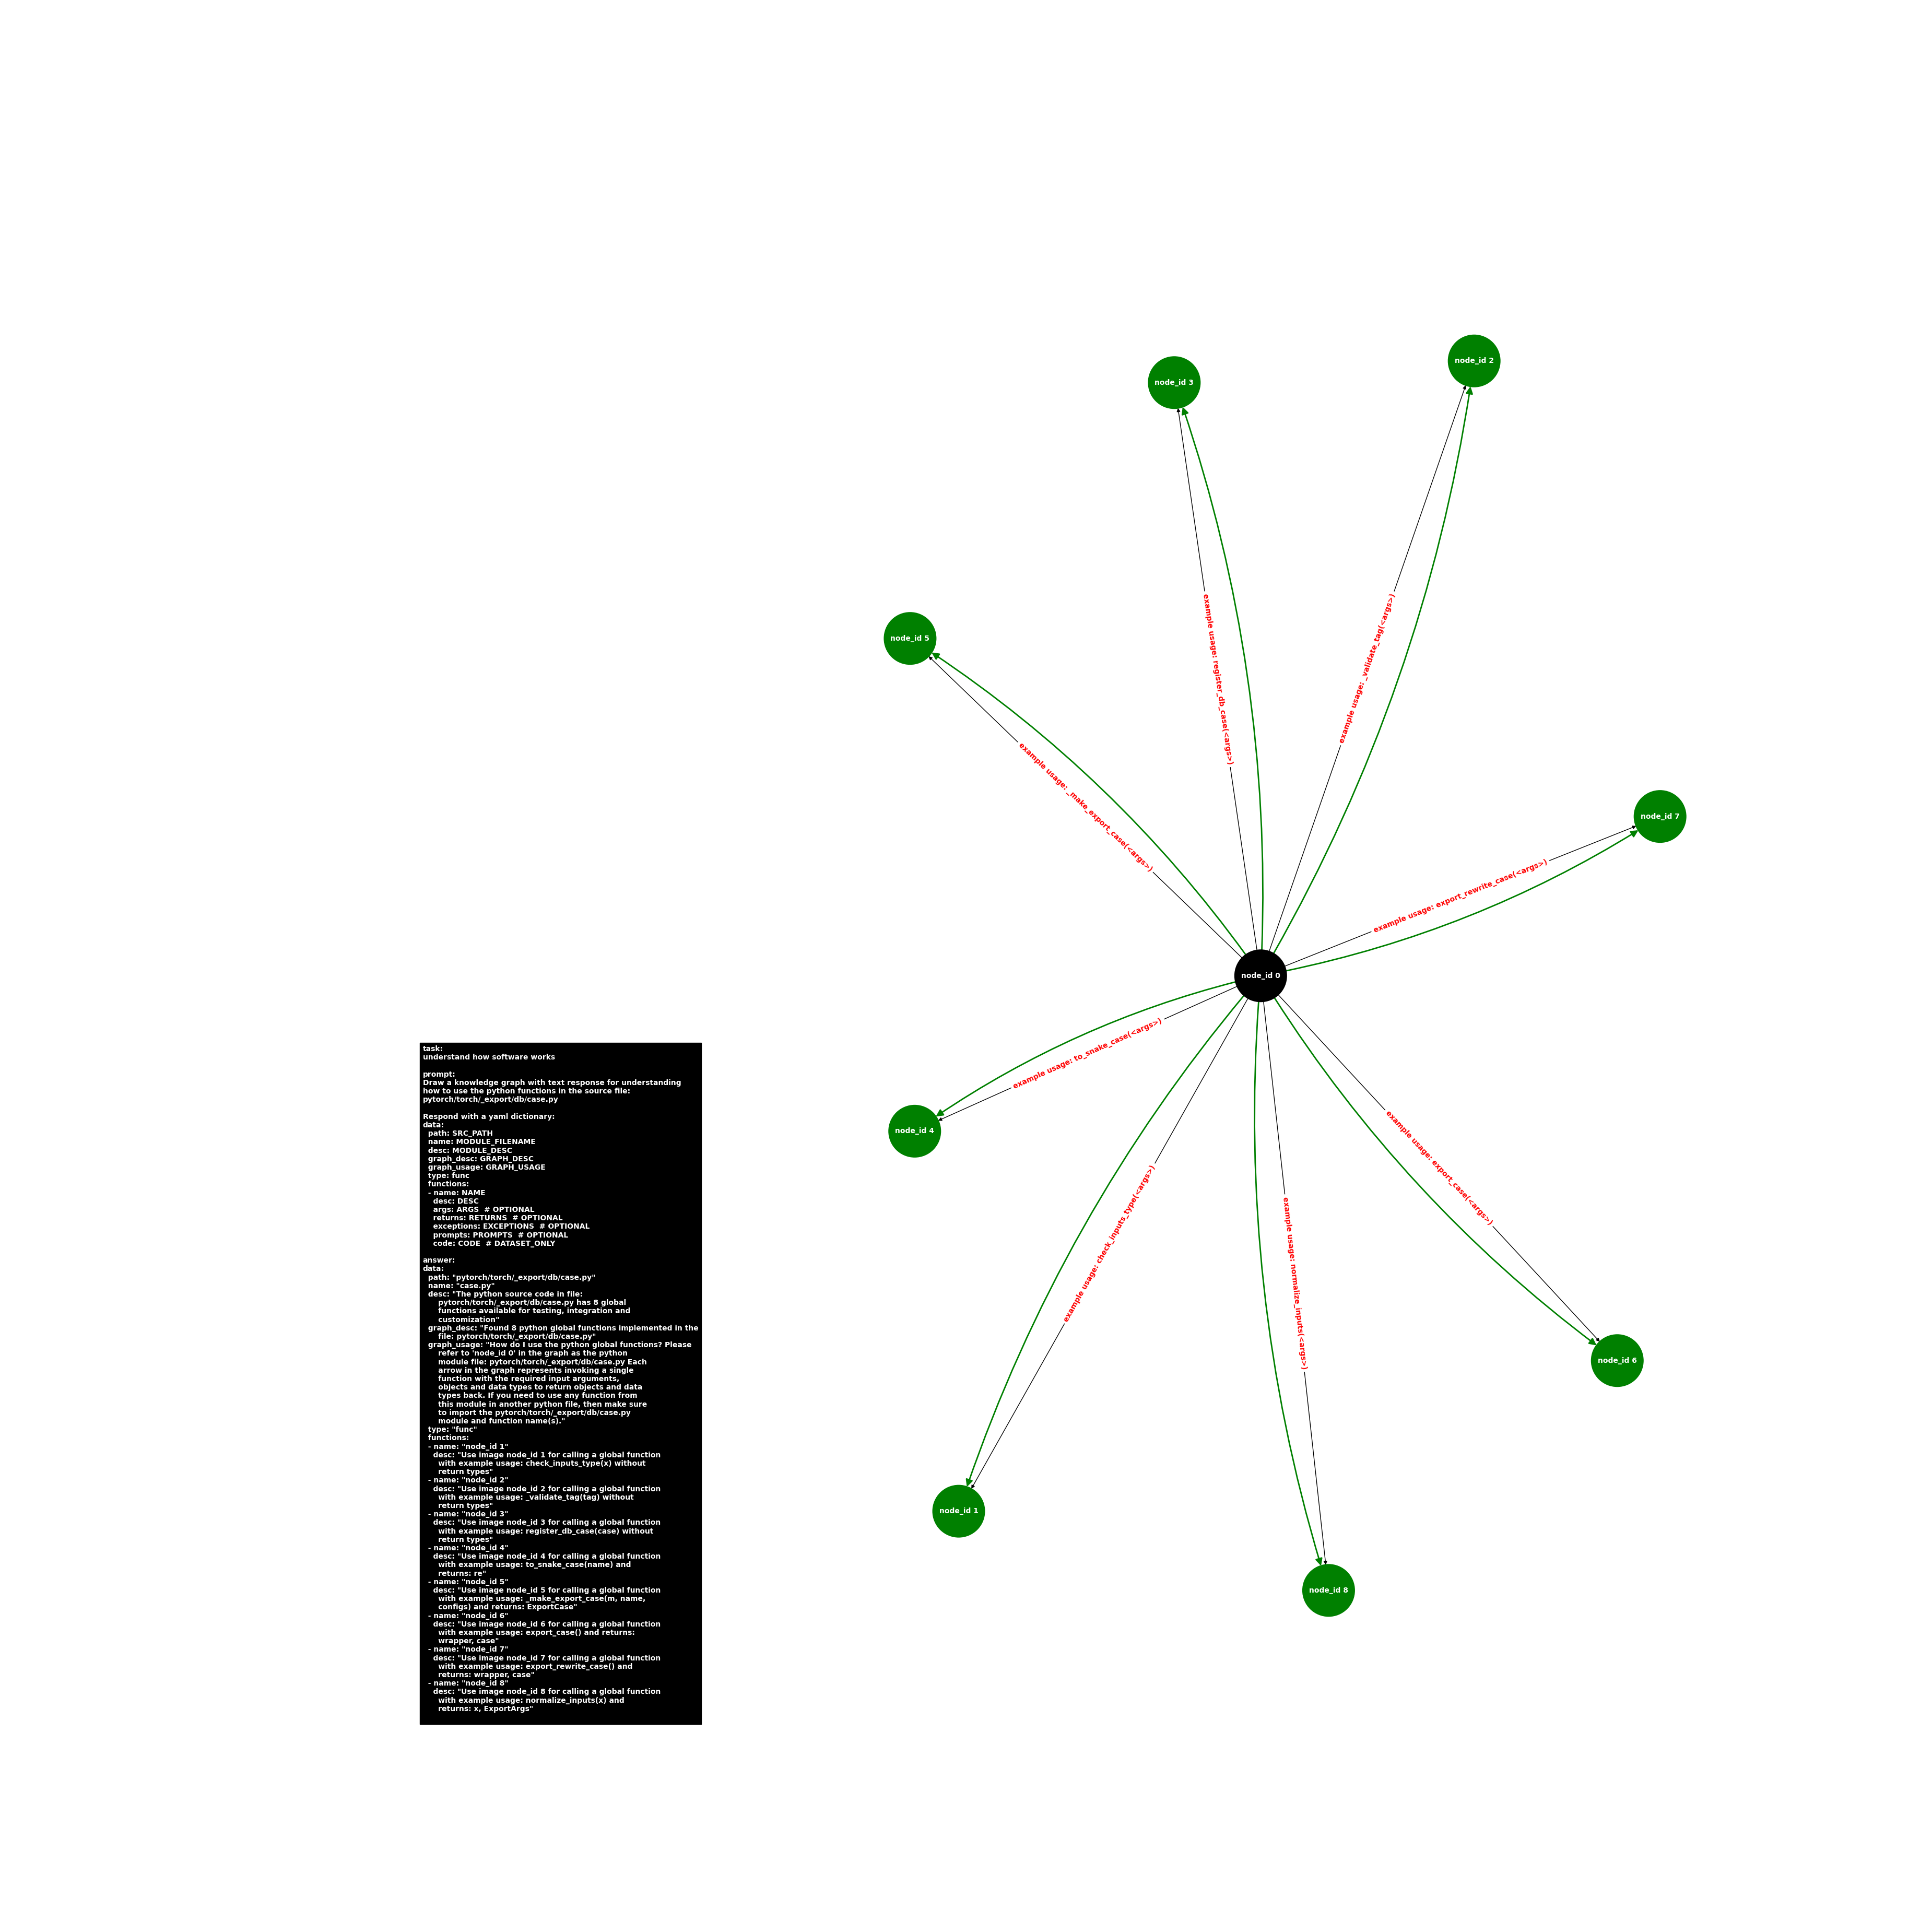 node_id 2
node_id 3
example usage: _validate_tag(<args>)
example usage: register_db_case(<args>)
node_id 5
example usage: _make_export_case(<args>)
node_id 7
example usage: export_rewrite_case(<args>)
node_id 0
example usage: to_snake_case(<args>)
node_id 4
example usage: export_case(<args>)
example usage: check_inputs_type(<args>)
example usage: normalize_inputs(<args>)
node_id 6
node_id 1
node_id 8
task:
understand how software works

prompt:
Draw a knowledge graph with text response for understanding
how to use the python functions in the source file:
pytorch/torch/_export/db/case.py

Respond with a yaml dictionary:
data:
  path: SRC_PATH
  name: MODULE_FILENAME
  desc: MODULE_DESC
  graph_desc: GRAPH_DESC
  graph_usage: GRAPH_USAGE
  type: func
  functions:
  - name: NAME
    desc: DESC
    args: ARGS  # OPTIONAL
    returns: RETURNS  # OPTIONAL
    exceptions: EXCEPTIONS  # OPTIONAL
    prompts: PROMPTS  # OPTIONAL
    code: CODE  # DATASET_ONLY

answer:
data:
  path: "pytorch/torch/_export/db/case.py"
  name: "case.py"
  desc: "The python source code in file:
      pytorch/torch/_export/db/case.py has 8 global
      functions available for testing, integration and
      customization"
  graph_desc: "Found 8 python global functions implemented in the
      file: pytorch/torch/_export/db/case.py"
  graph_usage: "How do I use the python global functions? Please
      refer to 'node_id 0' in the graph as the python
      module file: pytorch/torch/_export/db/case.py Each
      arrow in the graph represents invoking a single
      function with the required input arguments,
      objects and data types to return objects and data
      types back. If you need to use any function from
      this module in another python file, then make sure
      to import the pytorch/torch/_export/db/case.py
      module and function name(s)."
  type: "func"
  functions:
  - name: "node_id 1"
    desc: "Use image node_id 1 for calling a global function
      with example usage: check_inputs_type(x) without
      return types"
  - name: "node_id 2"
    desc: "Use image node_id 2 for calling a global function
      with example usage: _validate_tag(tag) without
      return types"
  - name: "node_id 3"
    desc: "Use image node_id 3 for calling a global function
      with example usage: register_db_case(case) without
      return types"
  - name: "node_id 4"
    desc: "Use image node_id 4 for calling a global function
      with example usage: to_snake_case(name) and
      returns: re"
  - name: "node_id 5"
    desc: "Use image node_id 5 for calling a global function
      with example usage: _make_export_case(m, name,
      configs) and returns: ExportCase"
  - name: "node_id 6"
    desc: "Use image node_id 6 for calling a global function
      with example usage: export_case() and returns:
      wrapper, case"
  - name: "node_id 7"
    desc: "Use image node_id 7 for calling a global function
      with example usage: export_rewrite_case() and
      returns: wrapper, case"
  - name: "node_id 8"
    desc: "Use image node_id 8 for calling a global function
      with example usage: normalize_inputs(x) and
      returns: x, ExportArgs"